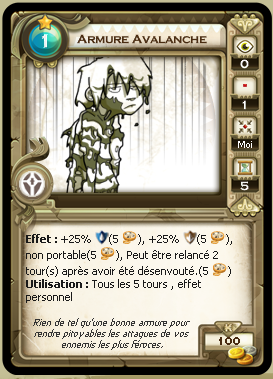 1
ARMURE AVALANCHE
0
1
Moi
5
Effet : +25% (5 ), +25% (5 ),
non portable(5 ), Peut être relancé 2
tour(s) après avoir été désenvouté.(5 )
Utilisation : Tous les 5 tours , effet
personnel
Rien de tel qu'une bonne armure pour
rendre pitoyables les attaques de vos
ennemis les plus féroces.
K
100